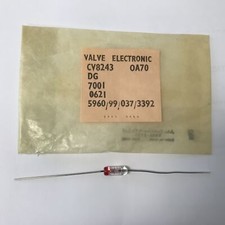 VALVE ELECTRONIC
CV8243 OA70
DG
7001
0621
5960/99/037/3392